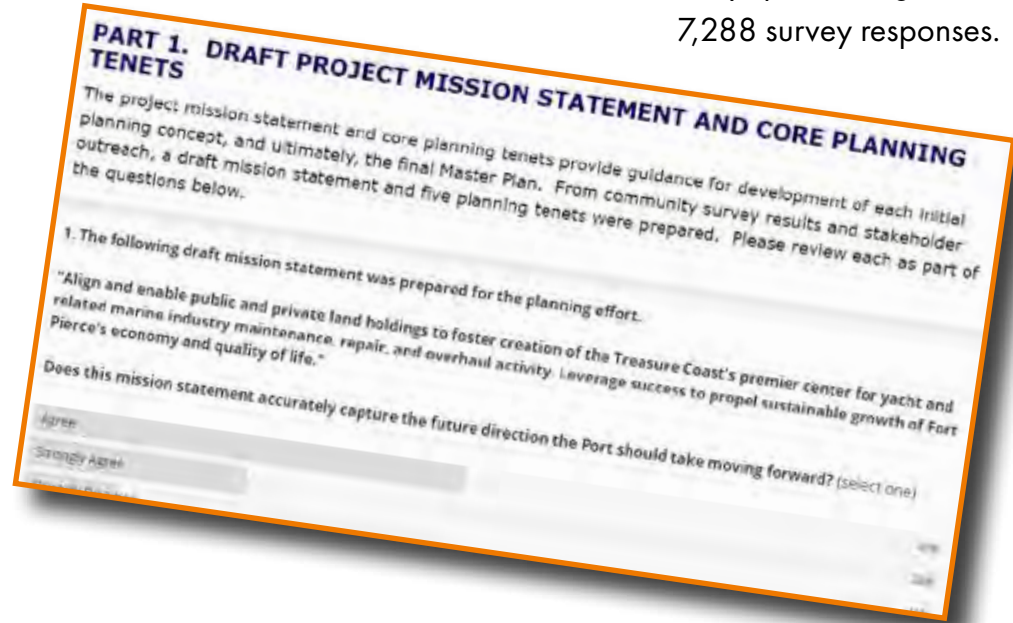 7,288 survey responses.
PART 1. DRAFT PROJECT MISSION STATEMENT AND CORE PLANNING
TENETS
The project mission statement and core planning tenets provide guidance for development of each initial
planning concept, and ultimately, the final Master Plan. From community survey results and stakeholder
outreach, a draft mission statement and five planning tenets were prepared. Please review each as part of
the questions below.
1. The following draft mission statement was prepared for the planning effort.
"Align and enable public and private land holdings to foster creation of the Treasure Coast's premier center for yacht and
related marine industry maintenance, repair, and overhaul activity. Leverage success to propel sustainable growth of Fort
Pierce's economy and quality of life."
Does this mission statement accurately capture the future direction the Port should take moving forward? (select one)
Agree
Strongly Agree